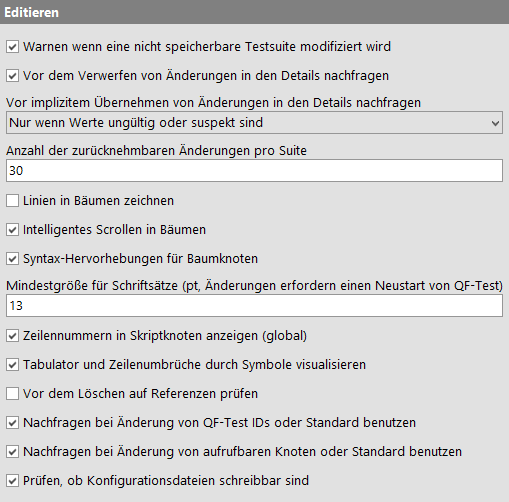 Editieren
Warnen wenn eine nicht speicherbare Testsuite modifiziert wird
Vor dem Verwerfen von Änderungen in den Details nachfragen
Vor implizitem Übernehmen von Änderungen in den Details nachfragen
Nur wenn Werte ungültig oder suspekt sind
Anzahl der zurücknehmbaren Änderungen pro Suite
30
Linien in Bäumen zeichnen
Intelligentes Scrollen in Bäumen
Syntax-Hervorhebungen für Baumknoten
Mindestgröße für Schriftsätze (pt, Änderungen erfordern einen Neustart von QF-Test)
13
Zeilennummern in Skriptknoten anzeigen (global)
Tabulator und Zeilenumbrüche durch Symbole visualisieren
Vor dem Löschen auf Referenzen prüfen
Nachfragen bei Änderung von QF-Test IDs oder Standard benutzen
Nachfragen bei Änderung von aufrufbaren Knoten oder Standard benutzen
Prüfen, ob Konfigurationsdateien schreibbar sind